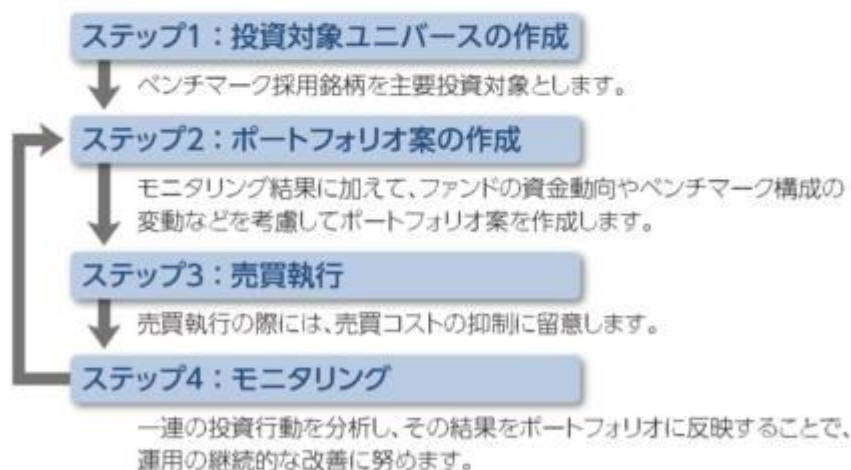 ステップ1：投資対象ユニバースの作成
ベンチマーク採用銘柄を主要投資対象とします。
ステップ2：ポートフォリオ案の作成
モニタリング結果に加えて、ファンドの資金動向やベンチマーク構成の
変動などを考慮してポートフォリオ案を作成します。
ステップ3：売買執行
売買執行の際には、売買コストの抑制に留意します。
ステップ4：モニタリング
一連の投資行動を分析し、その結果をポートフォリオに反映することで、
運用の継続的な改善に努めます。